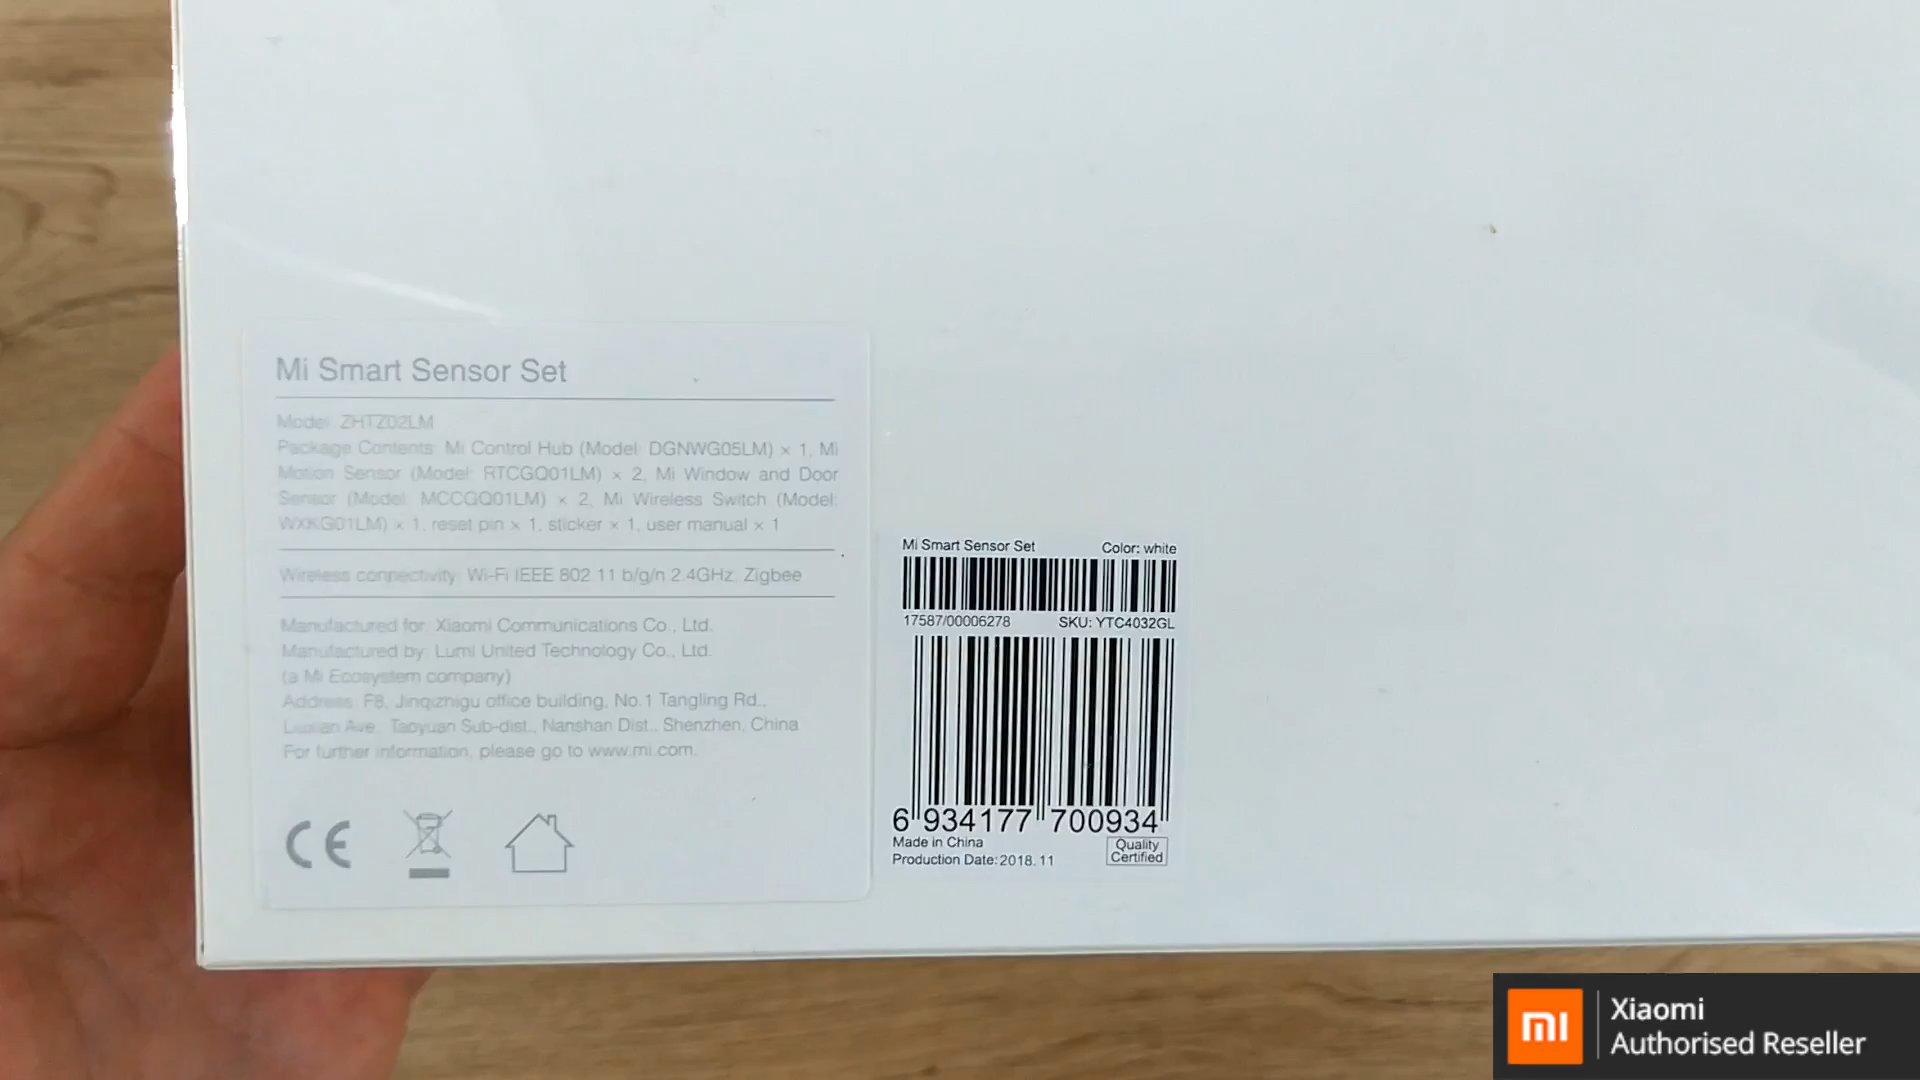 Mi Smart Sensor Set
Model: ZHTZ02LM
Package Contents: Mi Control Hub (Model: DGNWG05LM) × 1, Mi
Motion Sensor (Model: RTCGQ01LM) × 2, Mi Window and Door
Sensor (Model: MCCGQ01LM) × 2, Mi Wireless Switch (Model:
WXKG01LM) × 1, reset pin × 1, sticker × 1, user manual × 1
Wireless connectivity: Wi-Fi IEEE 802.11 b/g/n 2.4GHz, Zigbee
Manufactured for: Xiaomi Communications Co., Ltd.
Manufactured by: Lumi United Technology Co., Ltd.
(a Mi Ecosystem company)
Address: F8, Jinqizhigu office building, No.1 Tangling Rd.,
Liuxian Ave., Taoyuan Sub-dist., Nanshan Dist., Shenzhen, China
For further information, please go to www.mi.com.
CE
Mi Smart Sensor Set Color: white
17587/00006278 SKU: YTC4032GL
6 934177 700934
Made in China
Production Date: 2018.11
Quality
Certified
mi
Xiaomi
Authorised Reseller